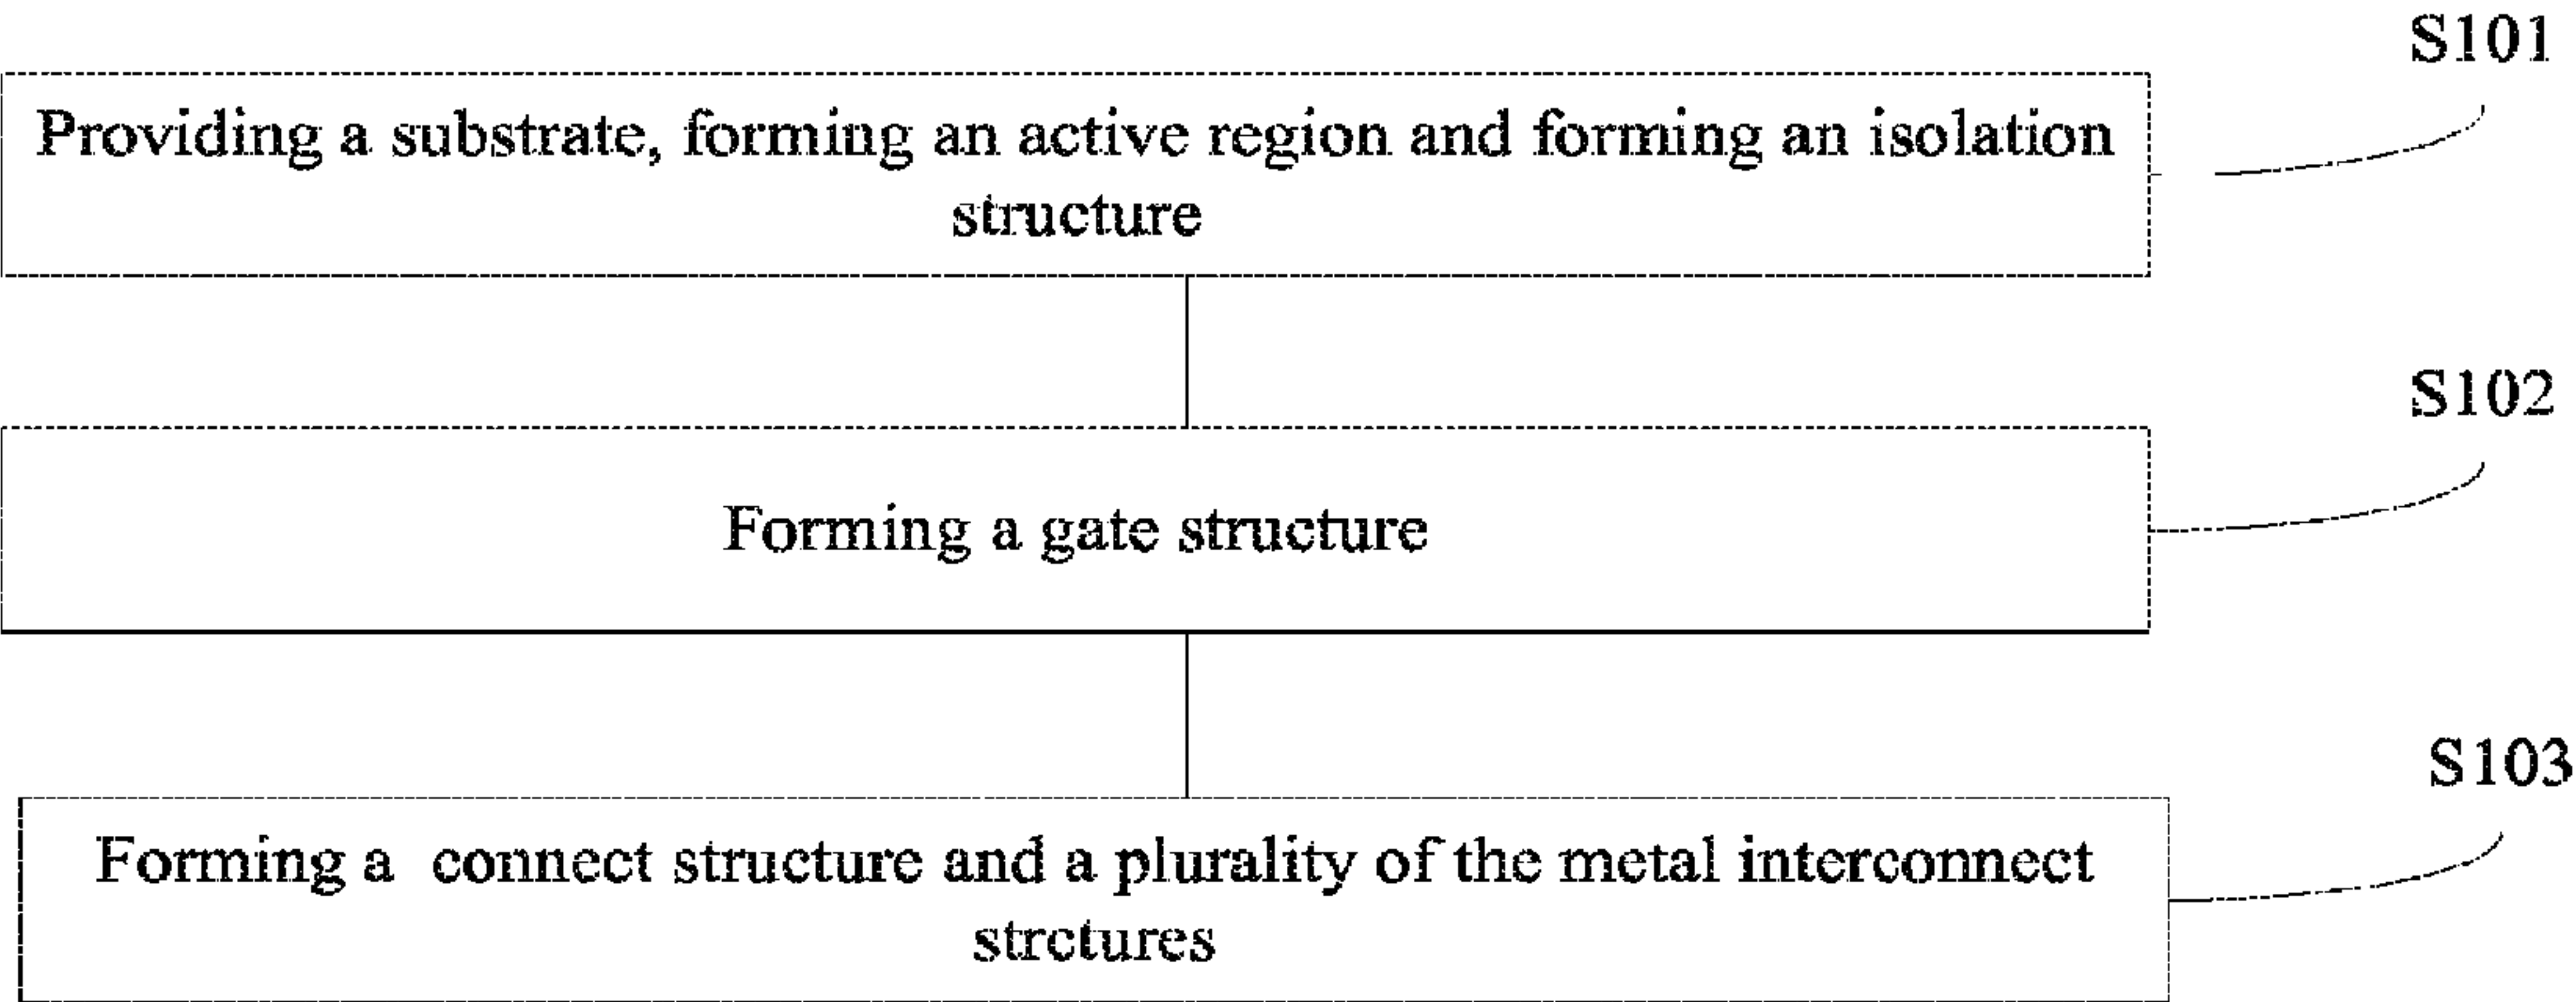 S101
Providing a substrate, forming an active region and forming an isolation
structure
S102
Forming a gate structure
S103
Forming a connect structure and a plurality of the metal interconnect
strctures